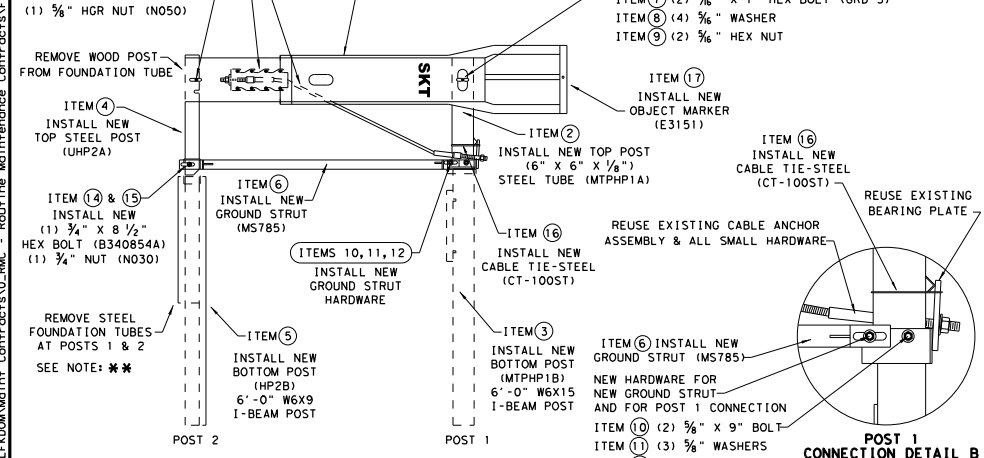 (1) ⅝" HGR NUT (N050)
REMOVE WOOD POST
FROM FOUNDATION TUBE
ITEM 4
INSTALL NEW
TOP STEEL POST
(UHP2A)
ITEM 14 & 15
INSTALL NEW
(1) ¾" X 8 ½"
HEX BOLT (B340854A)
(1) ¾" NUT (N030)
REMOVE STEEL
FOUNDATION TUBES
AT POSTS 1 & 2
SEE NOTE: **
ITEM 6
INSTALL NEW
GROUND STRUT
(MS785)
ITEMS 10,11,12
INSTALL NEW
GROUND STRUT
HARDWARE
ITEM 5
INSTALL NEW
BOTTOM POST
(HP2B)
6'-0" W6X9
I-BEAM POST
POST 2
SKT
ITEM 2
INSTALL NEW TOP POST
(6" X 6" X ⅛")
STEEL TUBE (MTPHP1A)
ITEM 16
INSTALL NEW
CABLE TIE-STEEL
(CT-100ST)
ITEM 3
INSTALL NEW
BOTTOM POST
(MTPHP1B)
6'-0" W6X15
I-BEAM POST
POST 1
ITEM 8 (4) 5⁄16" WASHER
ITEM 9 (2) 5⁄16" HEX NUT
ITEM 17
INSTALL NEW
OBJECT MARKER
(E3151)
ITEM 16
INSTALL NEW
CABLE TIE-STEEL
(CT-100ST)
REUSE EXISTING
BEARING PLATE
REUSE EXISTING CABLE ANCHOR
ASSEMBLY & ALL SMALL HARDWARE
ITEM 6 INSTALL NEW
GROUND STRUT (MS785)
NEW HARDWARE FOR
NEW GROUND STRUT
AND FOR POST 1 CONNECTION
ITEM 10 (2) ⅝" X 9" BOLT
ITEM 11 (3) ⅝" WASHERS
POST 1
CONNECTION DETAIL B